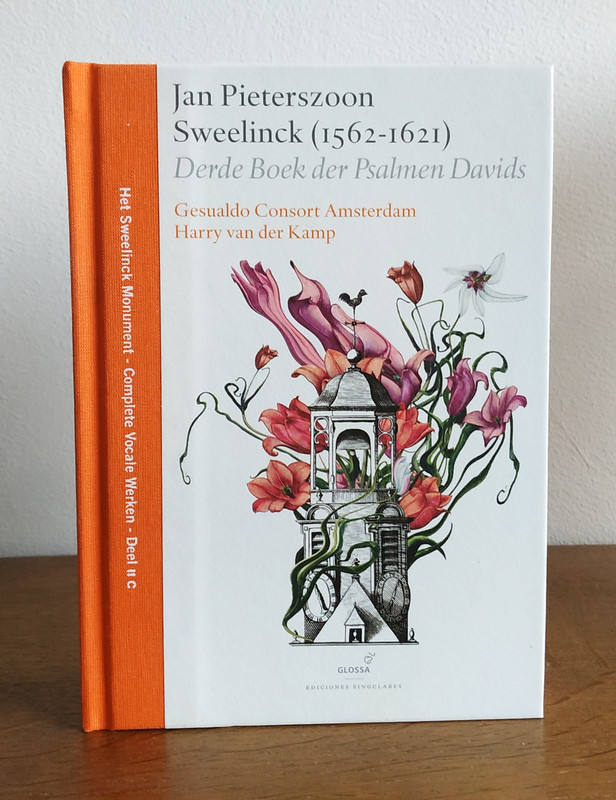 Jan Pieterszoon
Sweelinck (1562-1621)
Derde Boek der Psalmen Davids
Gesualdo Consort Amsterdam
Harry van der Kamp
Het Sweelinck Monument - Complete Vocale Werken - Deel II C
GLOSSA
EDICIONES SINGULARES